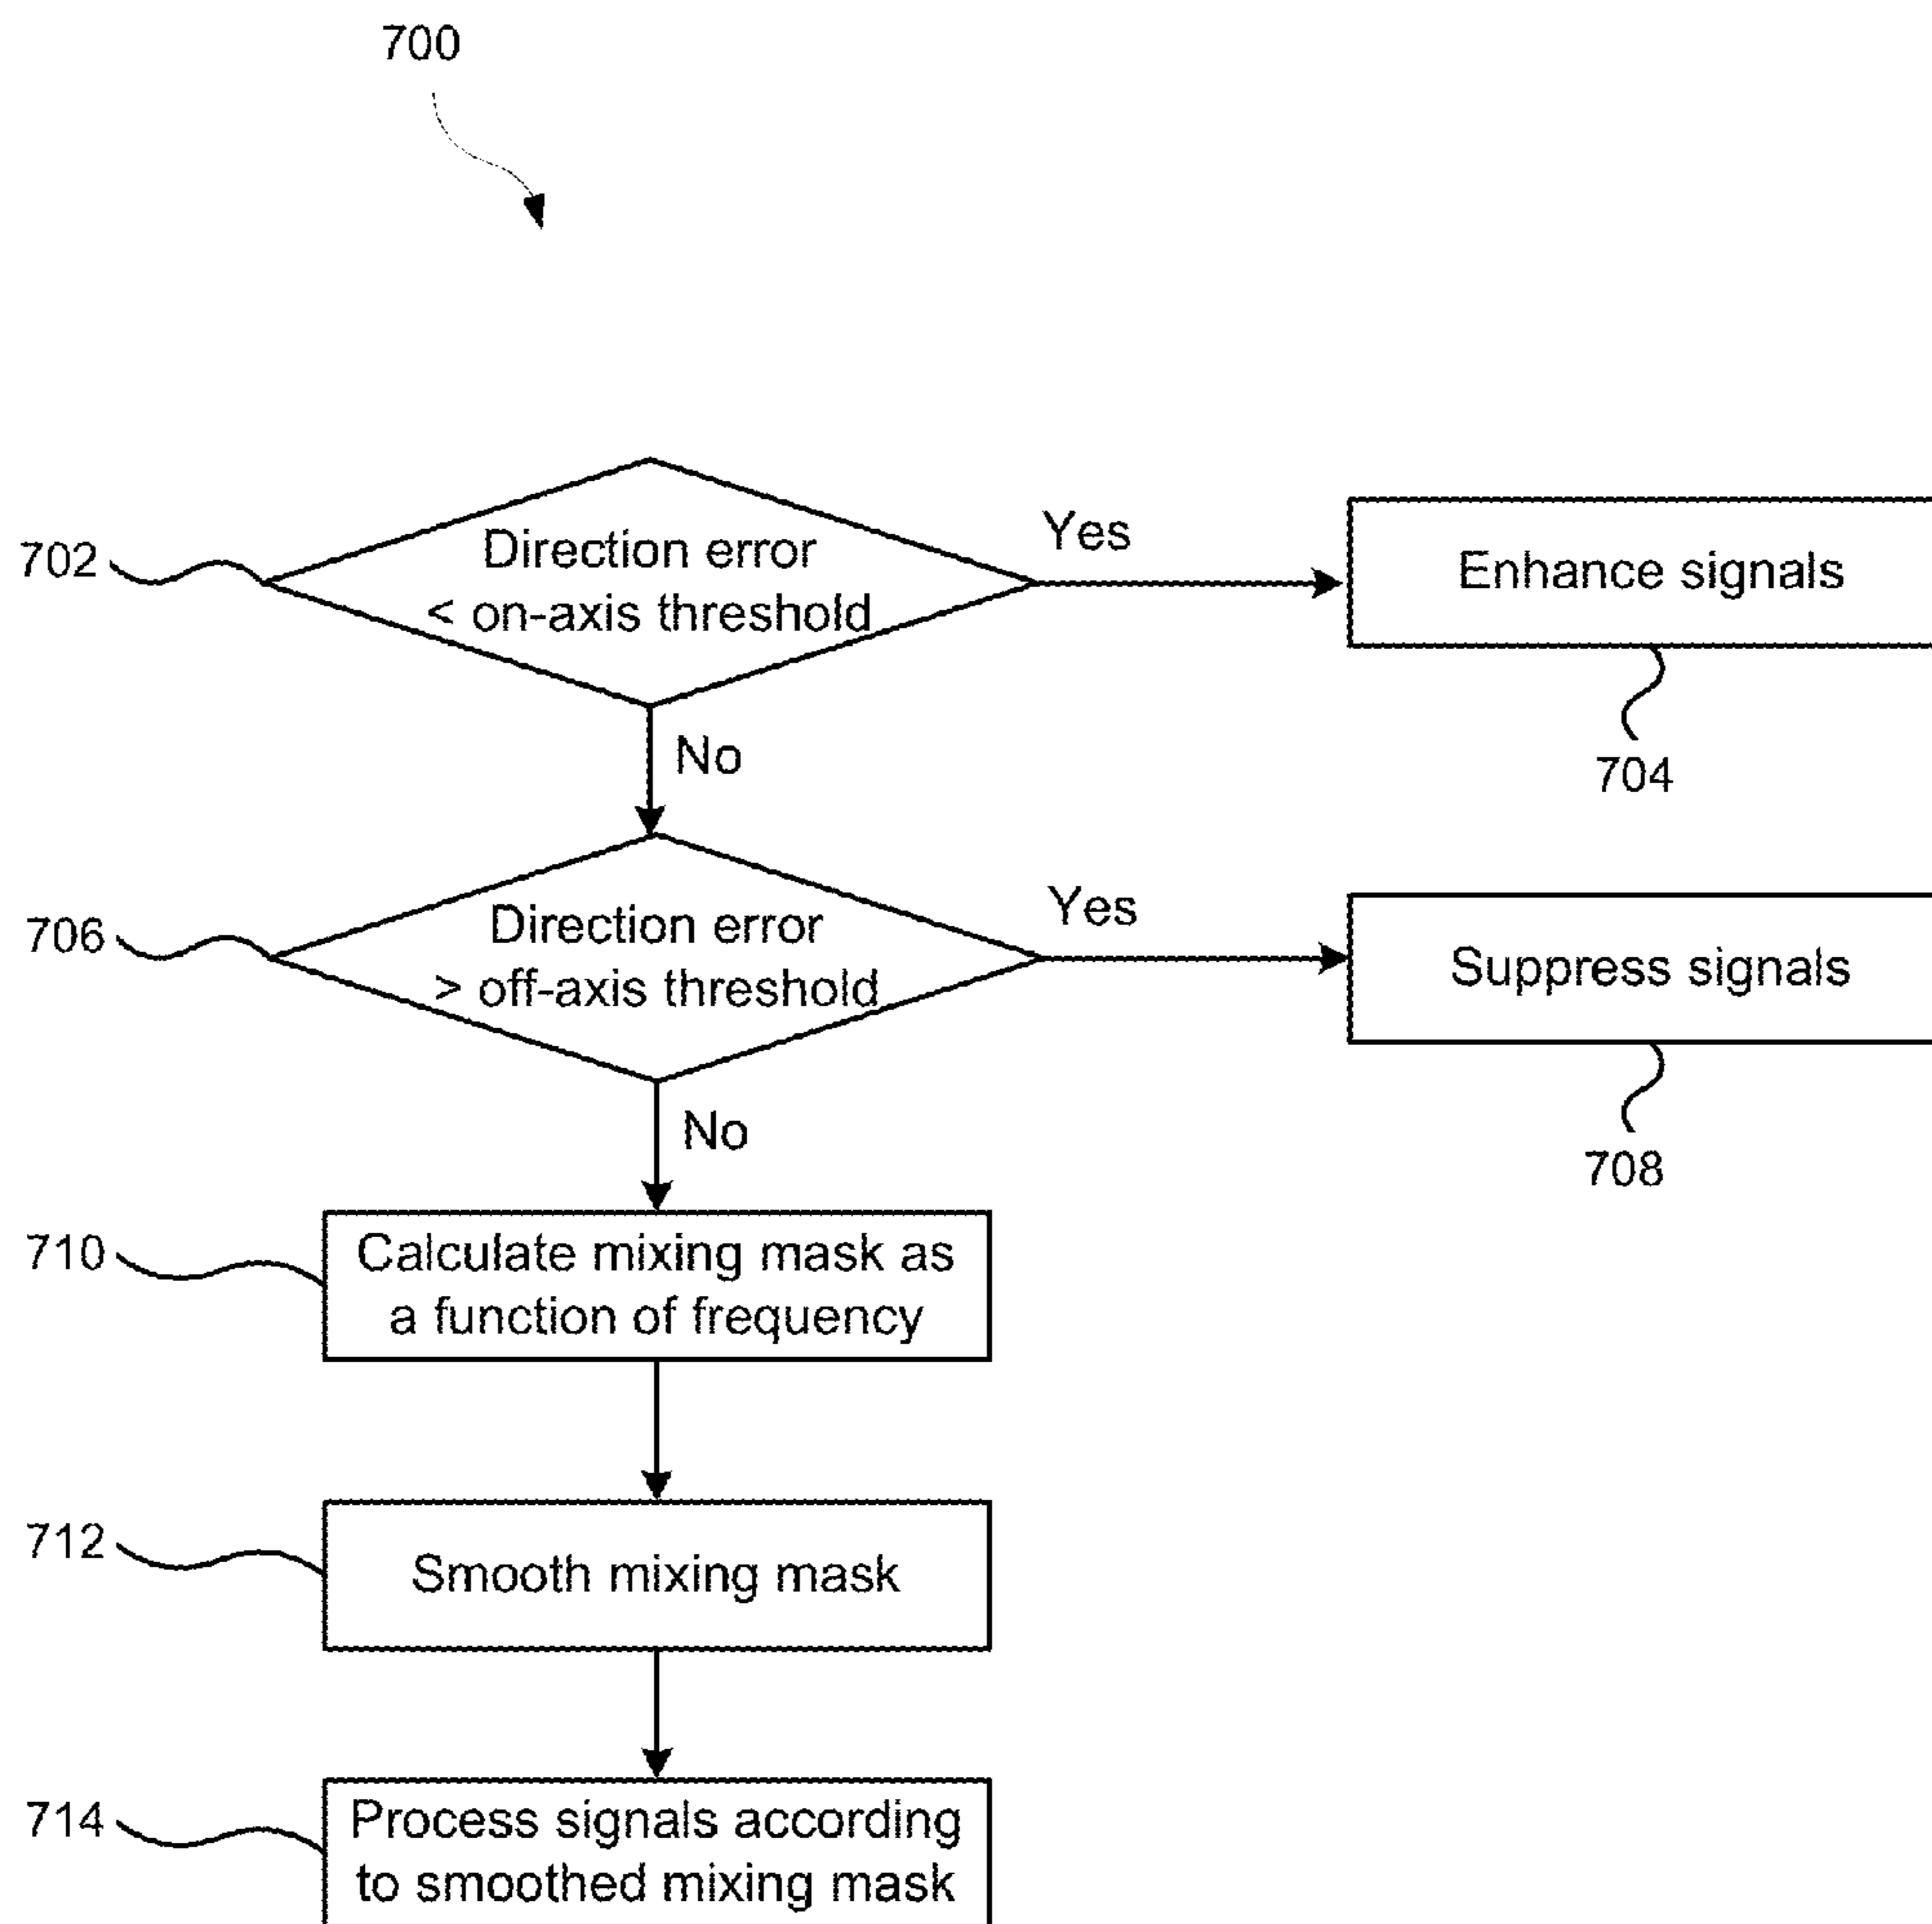 700
702
Direction error
< on-axis threshold
Yes
Enhance signals
704
No
706
Direction error
> off-axis threshold
Yes
Suppress signals
708
No
710
Calculate mixing mask as
a function of frequency
712
Smooth mixing mask
714
Process signals according
to smoothed mixing mask